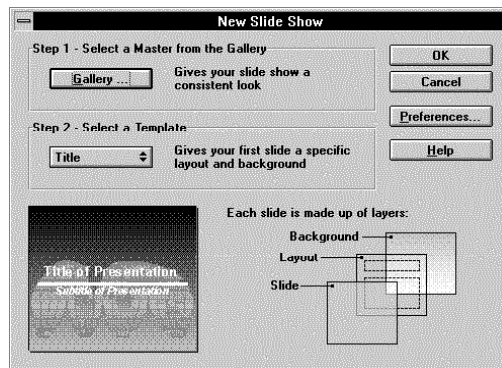 New Slide Show
Step 1 - Select a Master from the Gallery
Gallery ...
Gives your slide show a
consistent look
Step 2 - Select a Template
Title
Gives your first slide a specific
layout and background
OK
Cancel
Preferences...
Help
Title of Presentation
Subtitle of Presentation
Each slide is made up of layers:
Background
Layout
Slide